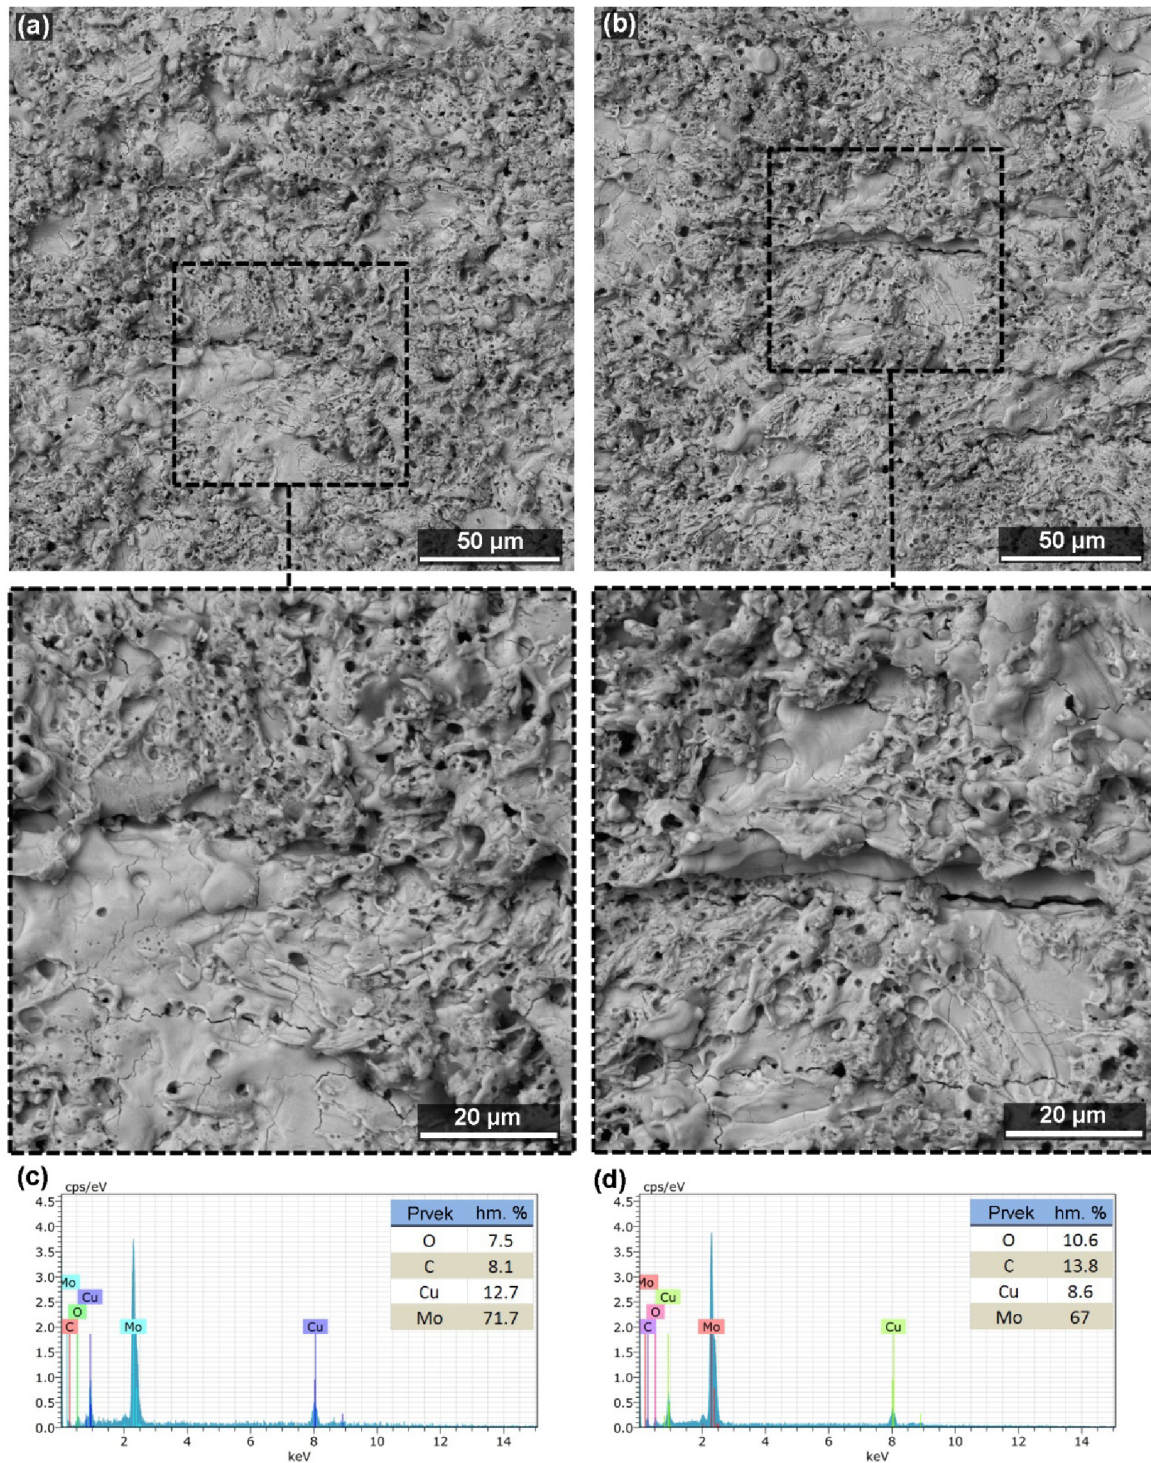 (a)
(b)
50 µm
50 µm
20 µm
20 µm
(c)
cps/eV
4.5
4.0
3.5
3.0
2.5
2.0
1.5
1.0
0.5
0.0
Mo
Cu
O
C
Mo
Cu
Prvek hm. %
O 7.5
C 8.1
Cu 12.7
Mo 71.7
2 4 6 8 10 12 14
keV
(d)
cps/eV
4.5
4.0
3.5
3.0
2.5
2.0
1.5
1.0
0.5
0.0
Mo
Cu
O
C
Mo
Cu
Prvek hm. %
O 10.6
C 13.8
Cu 8.6
Mo 67
2 4 6 8 10 12 14
keV